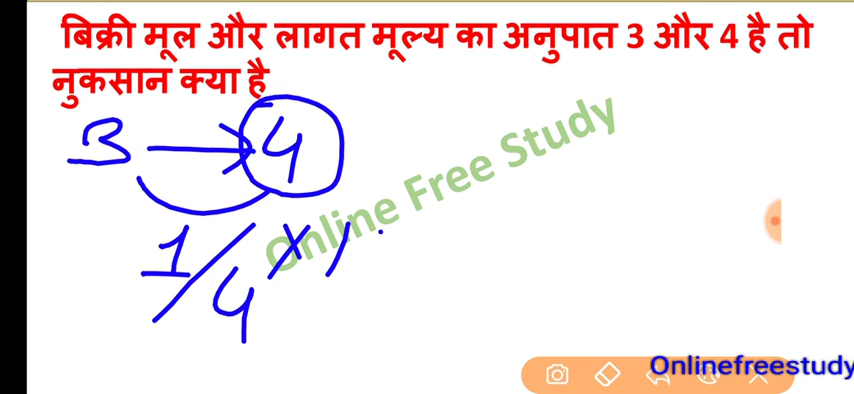 बिक्री मूल और लागत मूल्य का अनुपात 3 और 4 है तो
नुकसान क्या है
3 → 4
Online Free Study
1/4 × 1
Onlinefreestudy